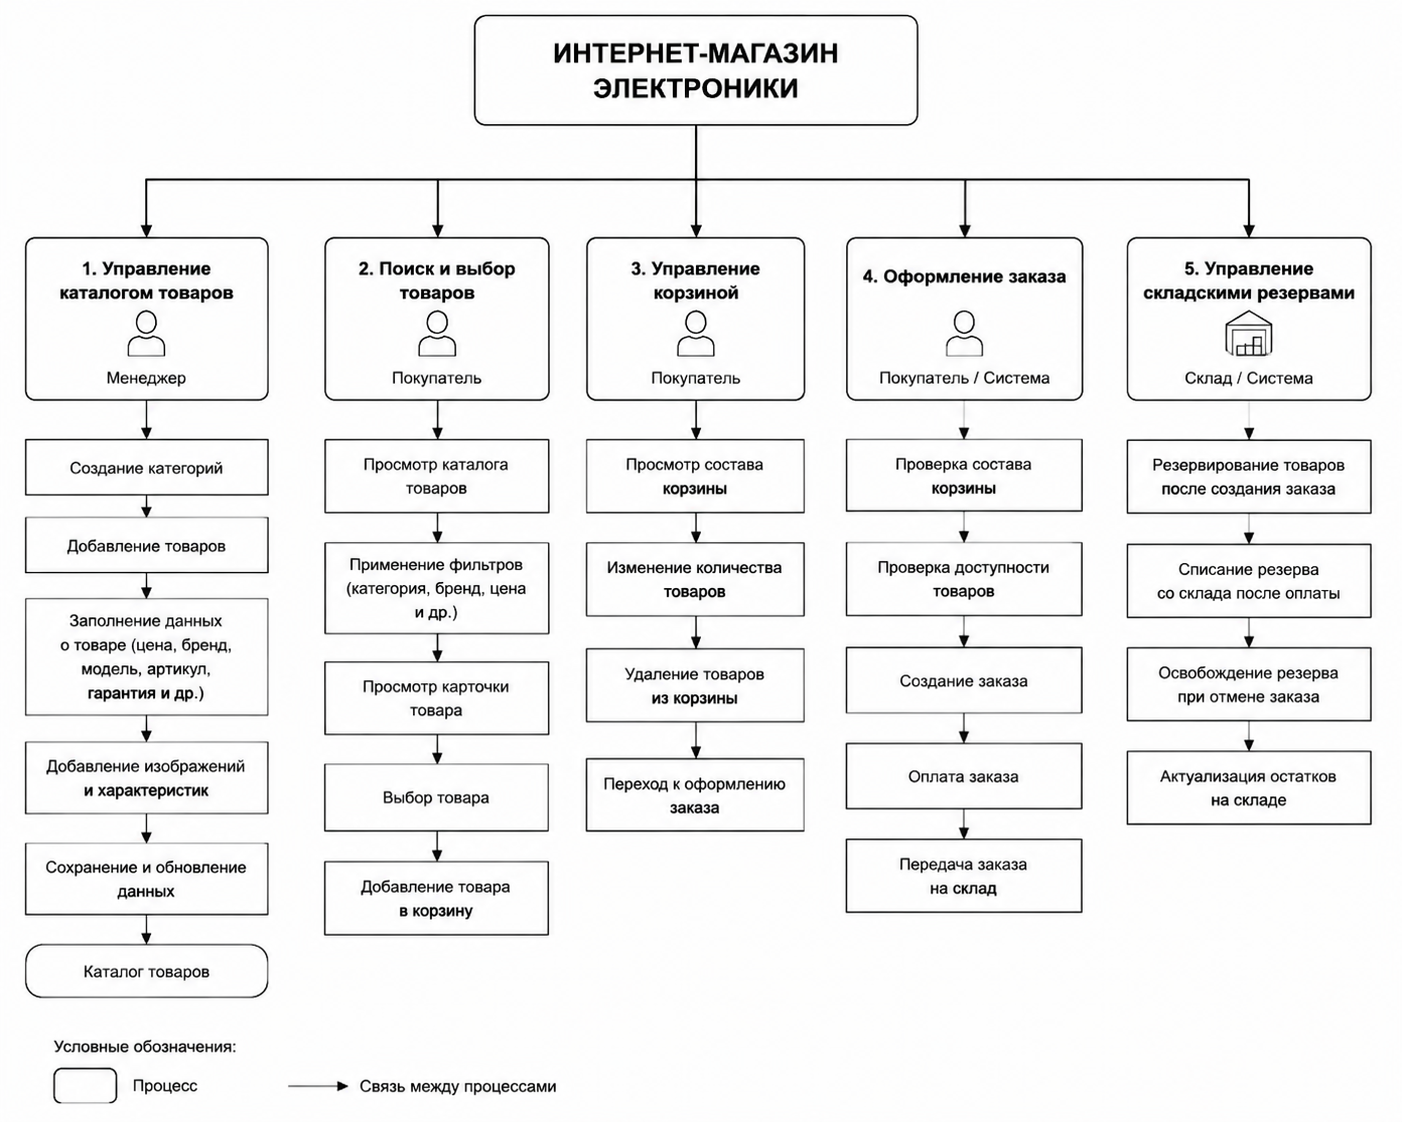 ИНТЕРНЕТ-МАГАЗИН
ЭЛЕКТРОНИКИ
1. Управление
каталогом товаров
Менеджер
Создание категорий
Добавление товаров
Заполнение данных
о товаре (цена, бренд,
модель, артикул,
гарантия и др.)
Добавление изображений
и характеристик
Сохранение и обновление
данных
Каталог товаров
2. Поиск и выбор
товаров
Покупатель
Просмотр каталога
товаров
Применение фильтров
(категория, бренд, цена
и др.)
Просмотр карточки
товара
Выбор товара
Добавление товара
в корзину
3. Управление
корзиной
Покупатель
Просмотр состава
корзины
Изменение количества
товаров
Удаление товаров
из корзины
Переход к оформлению
заказа
4. Оформление заказа
Покупатель / Система
Проверка состава
корзины
Проверка доступности
товаров
Создание заказа
Оплата заказа
Передача заказа
на склад
5. Управление
складскими резервами
Склад / Система
Резервирование товаров
после создания заказа
Списание резерва
со склада после оплаты
Освобождение резерва
при отмене заказа
Актуализация остатков
на складе
Условные обозначения:
Процесс
Связь между процессами